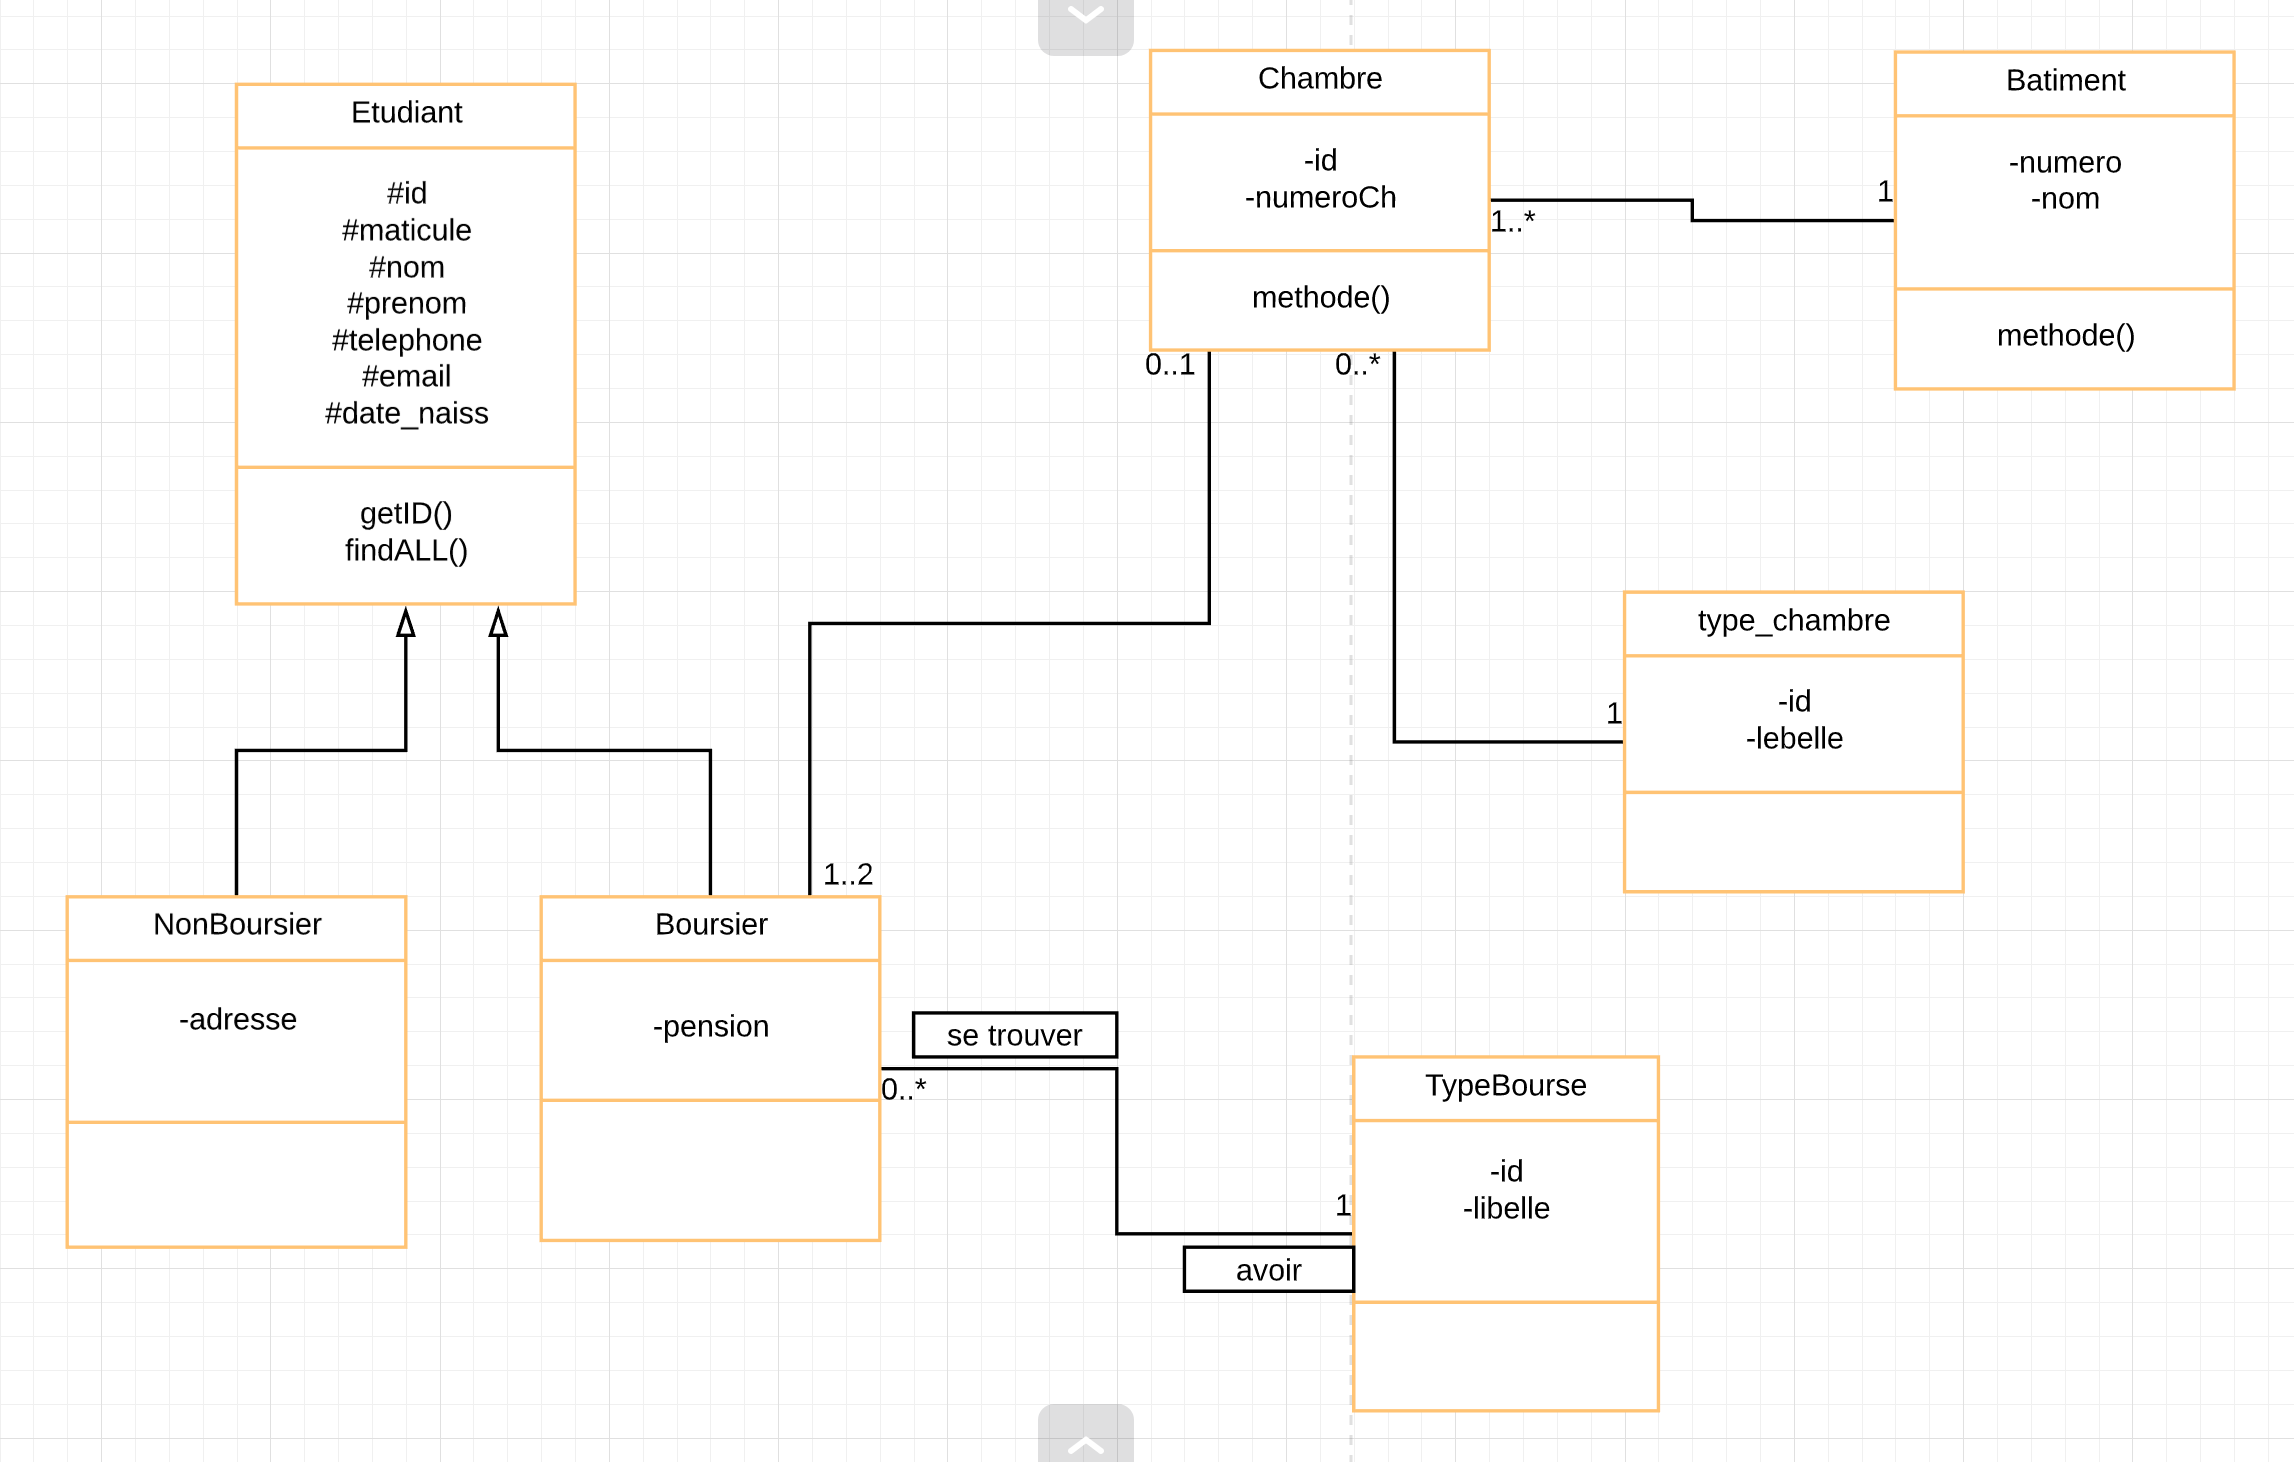 Etudiant
#id
#maticule
#nom
#prenom
#telephone
#email
#date_naiss
getID()
findALL()
Chambre
-id
-numeroCh
methode()
Batiment
-numero
-nom
methode()
1..*
1
0..1
0..*
type_chambre
-id
-lebelle
1
1..2
NonBoursier
-adresse
Boursier
-pension
se trouver
0..*
TypeBourse
-id
-libelle
1
avoir